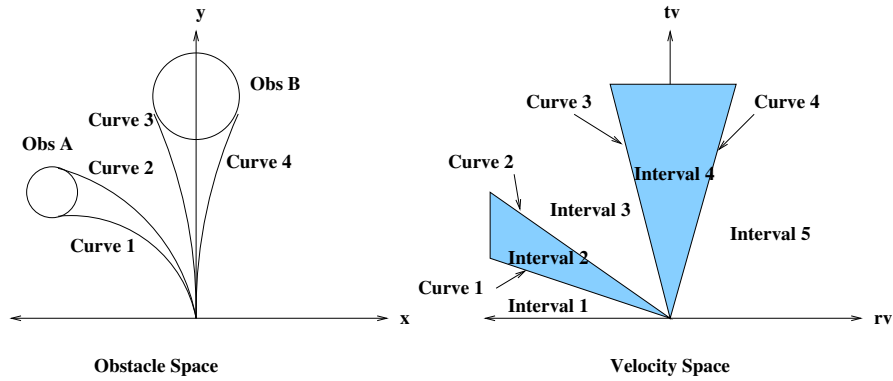 y
Obs B
Curve 3
Obs A
Curve 2
Curve 4
Curve 1
x
Obstacle Space
tv
Curve 3
Curve 4
Curve 2
Interval 4
Interval 3
Interval 5
Interval 2
Curve 1
Interval 1
rv
Velocity Space